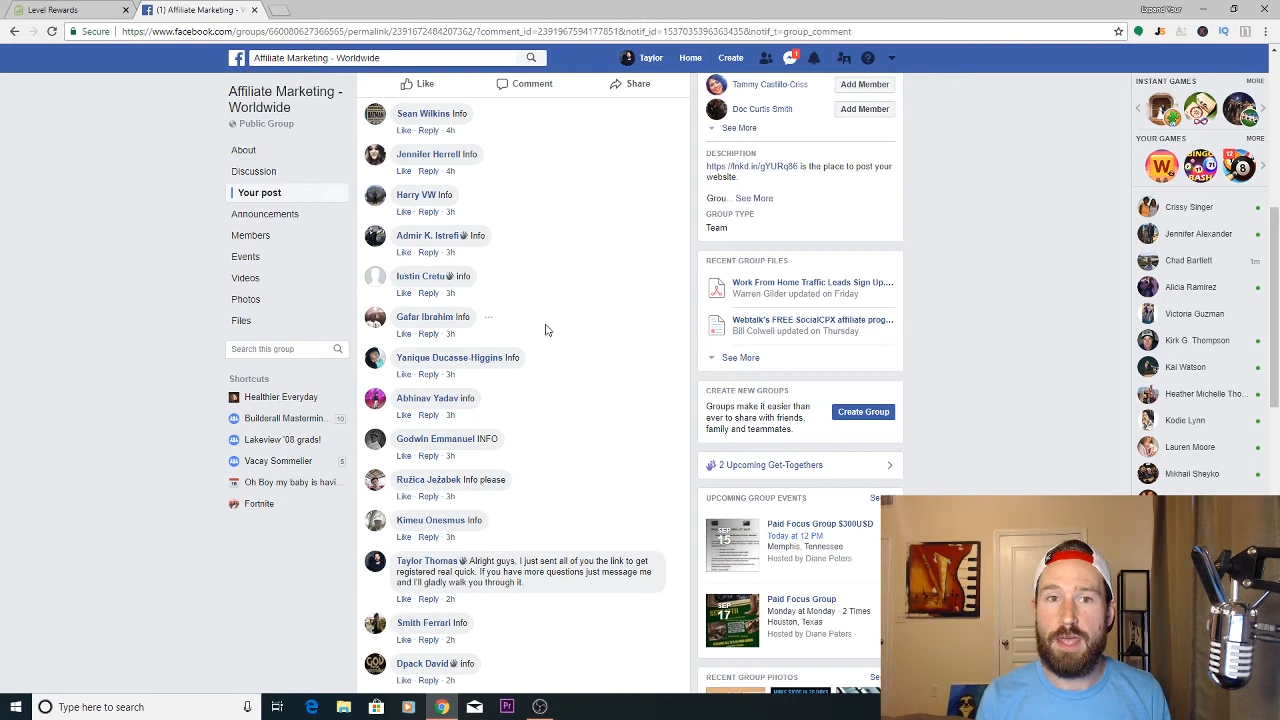 Level Rewards
(1) Affiliate Marketing - W
Expand Your
Secure
https://www.facebook.com/groups/660080627366565/permalink/2391672484207362/?comment_id=2391675941778511&notif_id=1537035396363435&notif_t=group_comment
Affiliate Marketing - Worldwide
Taylor
Home
Create
1
Affiliate Marketing -
Worldwide
Public Group
About
Discussion
Your post
Announcements
Members
Events
Videos
Photos
Files
Search this group
Shortcuts
Healthier Everyday
Builderall Mastermin... 10
Lakeview '08 grads!
Vacay Sommelier 5
Oh Boy my baby is havi...
Fortnite
Like
Comment
Share
Sean Wilkins Info
Like · Reply · 4h
Jennifer Herrell Info
Like · Reply · 4h
Harry VW Info
Like · Reply · 3h
Admir K. Istrefi Info
Like · Reply · 3h
Iustin Cretu info
Like · Reply · 3h
Gafar Ibrahim Info
Like · Reply · 3h
Yanique Ducasse-Higgins Info
Like · Reply · 3h
Abhinav Yadav info
Like · Reply · 3h
Godwin Emmanuel INFO
Like · Reply · 3h
Ružica Ježabek Info please
Like · Reply · 3h
Kimeu Onesmus Info
Like · Reply · 3h
Taylor Thomas Alright guys, I just sent all of you the link to get
registered real quick. If you have more questions just message me
and I'll gladly walk you through it.
Like · Reply · 2h
Smith Ferrari Info
Like · Reply · 2h
Dpack David info
Like · Reply · 2h
Tammy Castillo-Criss
Add Member
Doc Curtis Smith
Add Member
See More
DESCRIPTION
https://lnkd.in/gYURq86 is the place to post your
website.
Grou... See More
GROUP TYPE
Team
RECENT GROUP FILES
Work From Home Traffic Leads Sign Up....
Warren Gilder updated on Friday
Webtalk's FREE SocialCPX affiliate prog...
Bill Colwell updated on Thursday
See More
CREATE NEW GROUPS
Groups make it easier than
ever to share with friends,
family and teammates.
Create Group
2 Upcoming Get-Togethers
UPCOMING GROUP EVENTS
SEP
15
Paid Focus Group $300USD
Today at 12 PM
Memphis, Tennessee
Hosted by Diane Peters
SEP
17
Paid Focus Group
Monday at Monday · 2 Times
Houston, Texas
Hosted by Diane Peters
RECENT GROUP PHOTOS
INSTANT GAMES
MORE
YOUR GAMES
MORE
Crissy Singer
Jennifer Alexander
Chad Bartlett 1m
Alicia Ramirez
Victoria Guzman
Kirk G. Thompson
Kai Watson
Heather Michelle Tho...
Kodie Lynn
Lauren Moore
Mikhail Sheyko
Type here to search